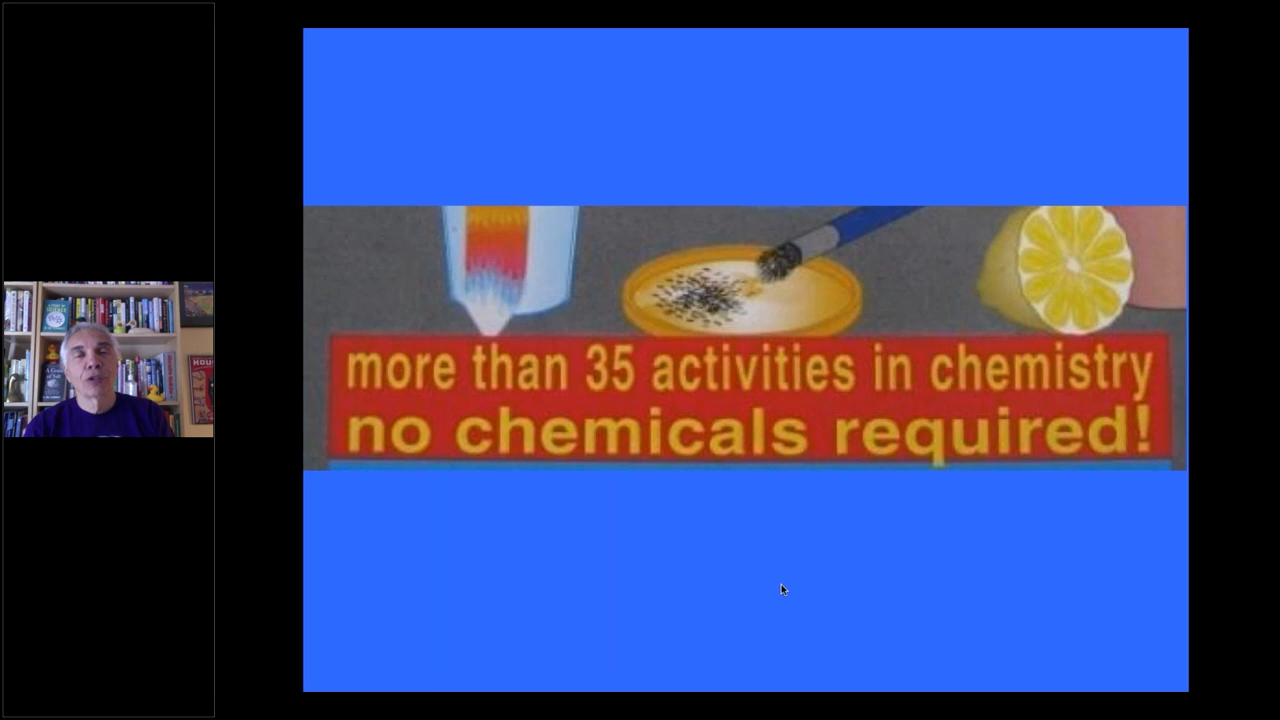 more than 35 activities in chemistry
no chemicals required!